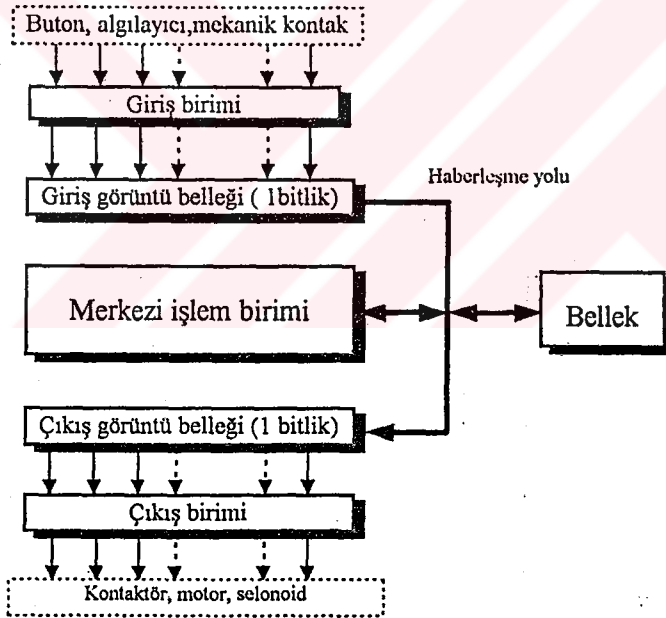 Buton, algılayıcı,mekanik kontak
Giriş birimi
Giriş görüntü belleği ( 1bitlik)
Haberleşme yolu
Merkezi işlem birimi
Bellek
Çıkış görüntü belleği (1 bitlik)
Çıkış birimi
Kontaktör, motor, selonoid